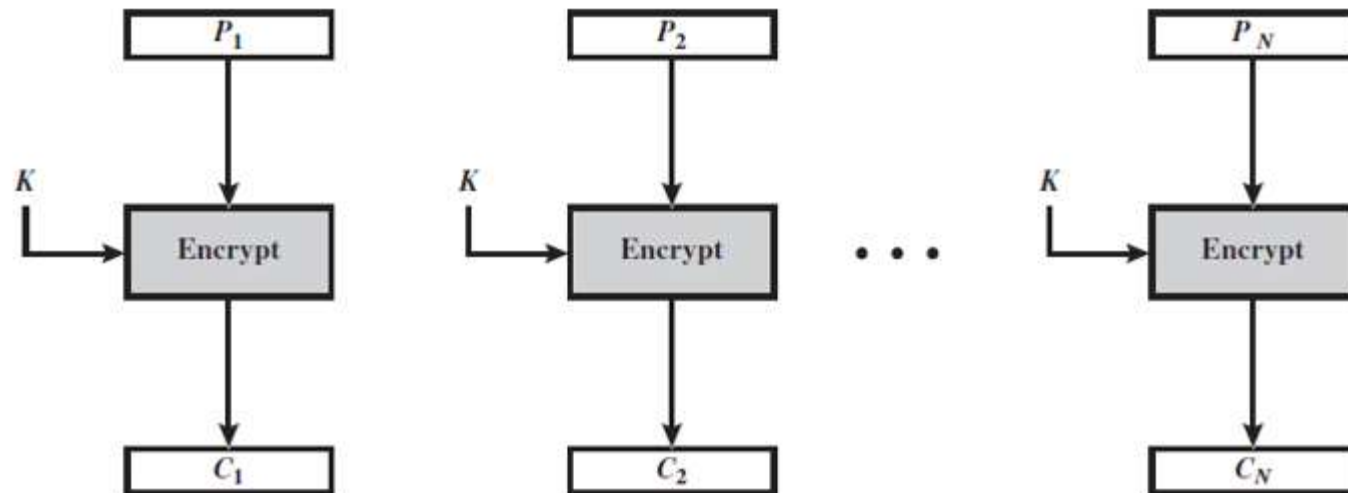 P1 P2 PN
K K K
Encrypt Encrypt • • • Encrypt
C1 C2 CN